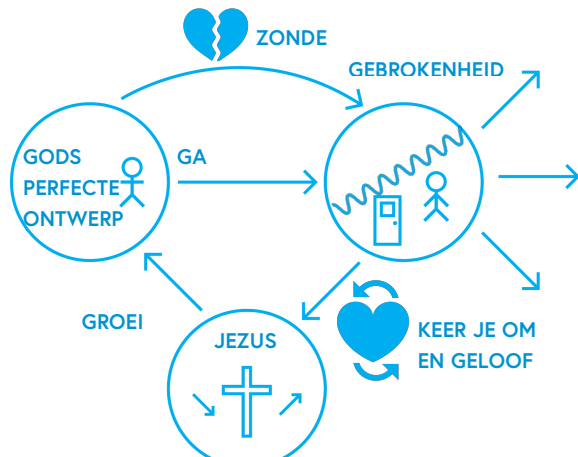 ZONDE
GEBROKENHEID
GODS
PERFECTE
ONTWERP
GA
GROEI
JEZUS
KEER JE OM
EN GELOOF